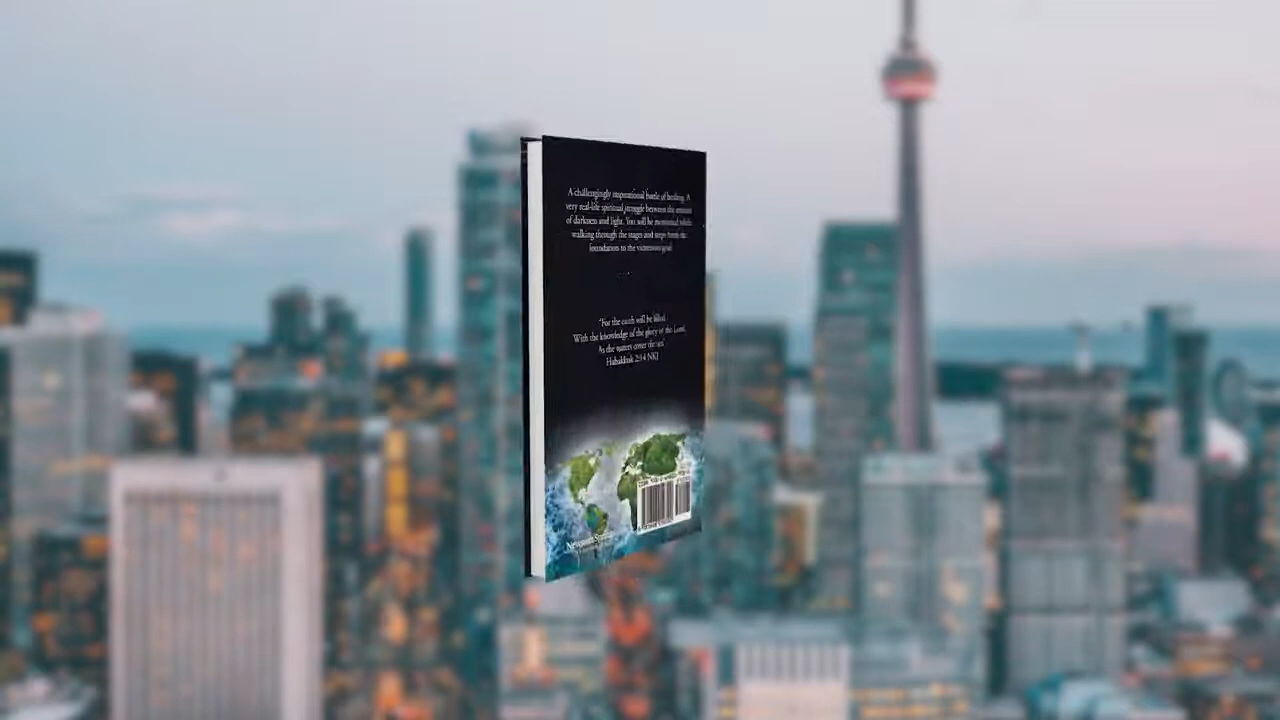 A challengingly inspirational battle of healing. A
very real-life spiritual struggle between the
of darkness and light. You will be mesmerized while
walking through the stages and steps from its
foundation to the victorious goal
"For the earth will be filled
With the knowledge of the glory of the Lord,
As the waters cover the sea"
Habakkuk 2:14 NKJ